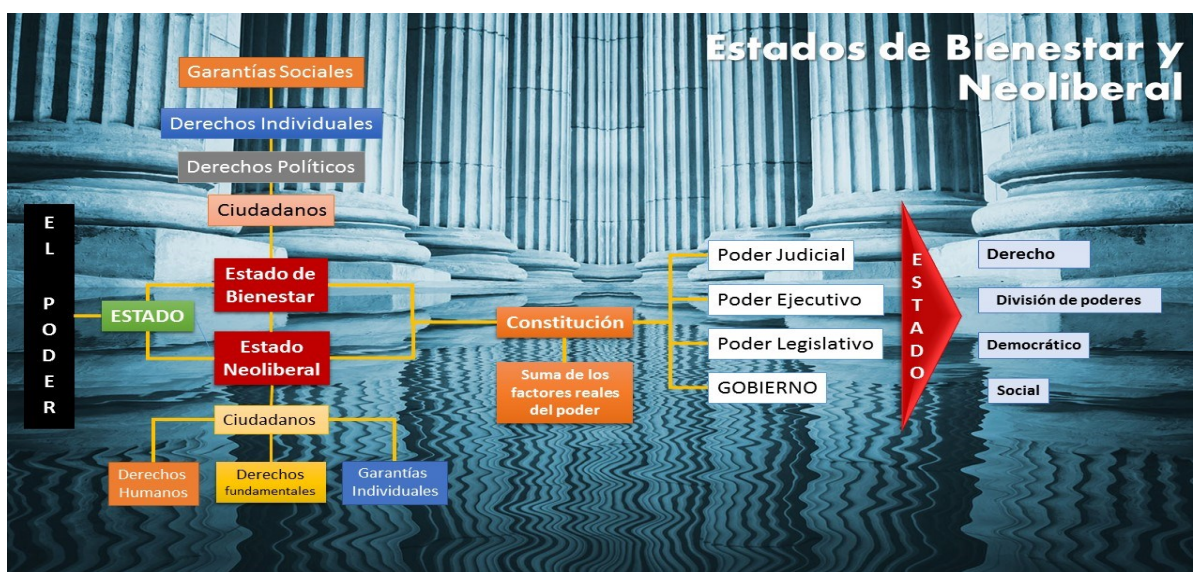 Estados de Bienestar y
Neoliberal
Garantías Sociales
Derechos Individuales
Derechos Políticos
Ciudadanos
EL PODER
ESTADO
Estado de
Bienestar
Estado
Neoliberal
Ciudadanos
Derechos
Humanos
Derechos
fundamentales
Garantías
Individuales
Constitución
Suma de los
factores reales
del poder
Poder Judicial
Poder Ejecutivo
Poder Legislativo
GOBIERNO
ESTADO
Derecho
División de poderes
Democrático
Social